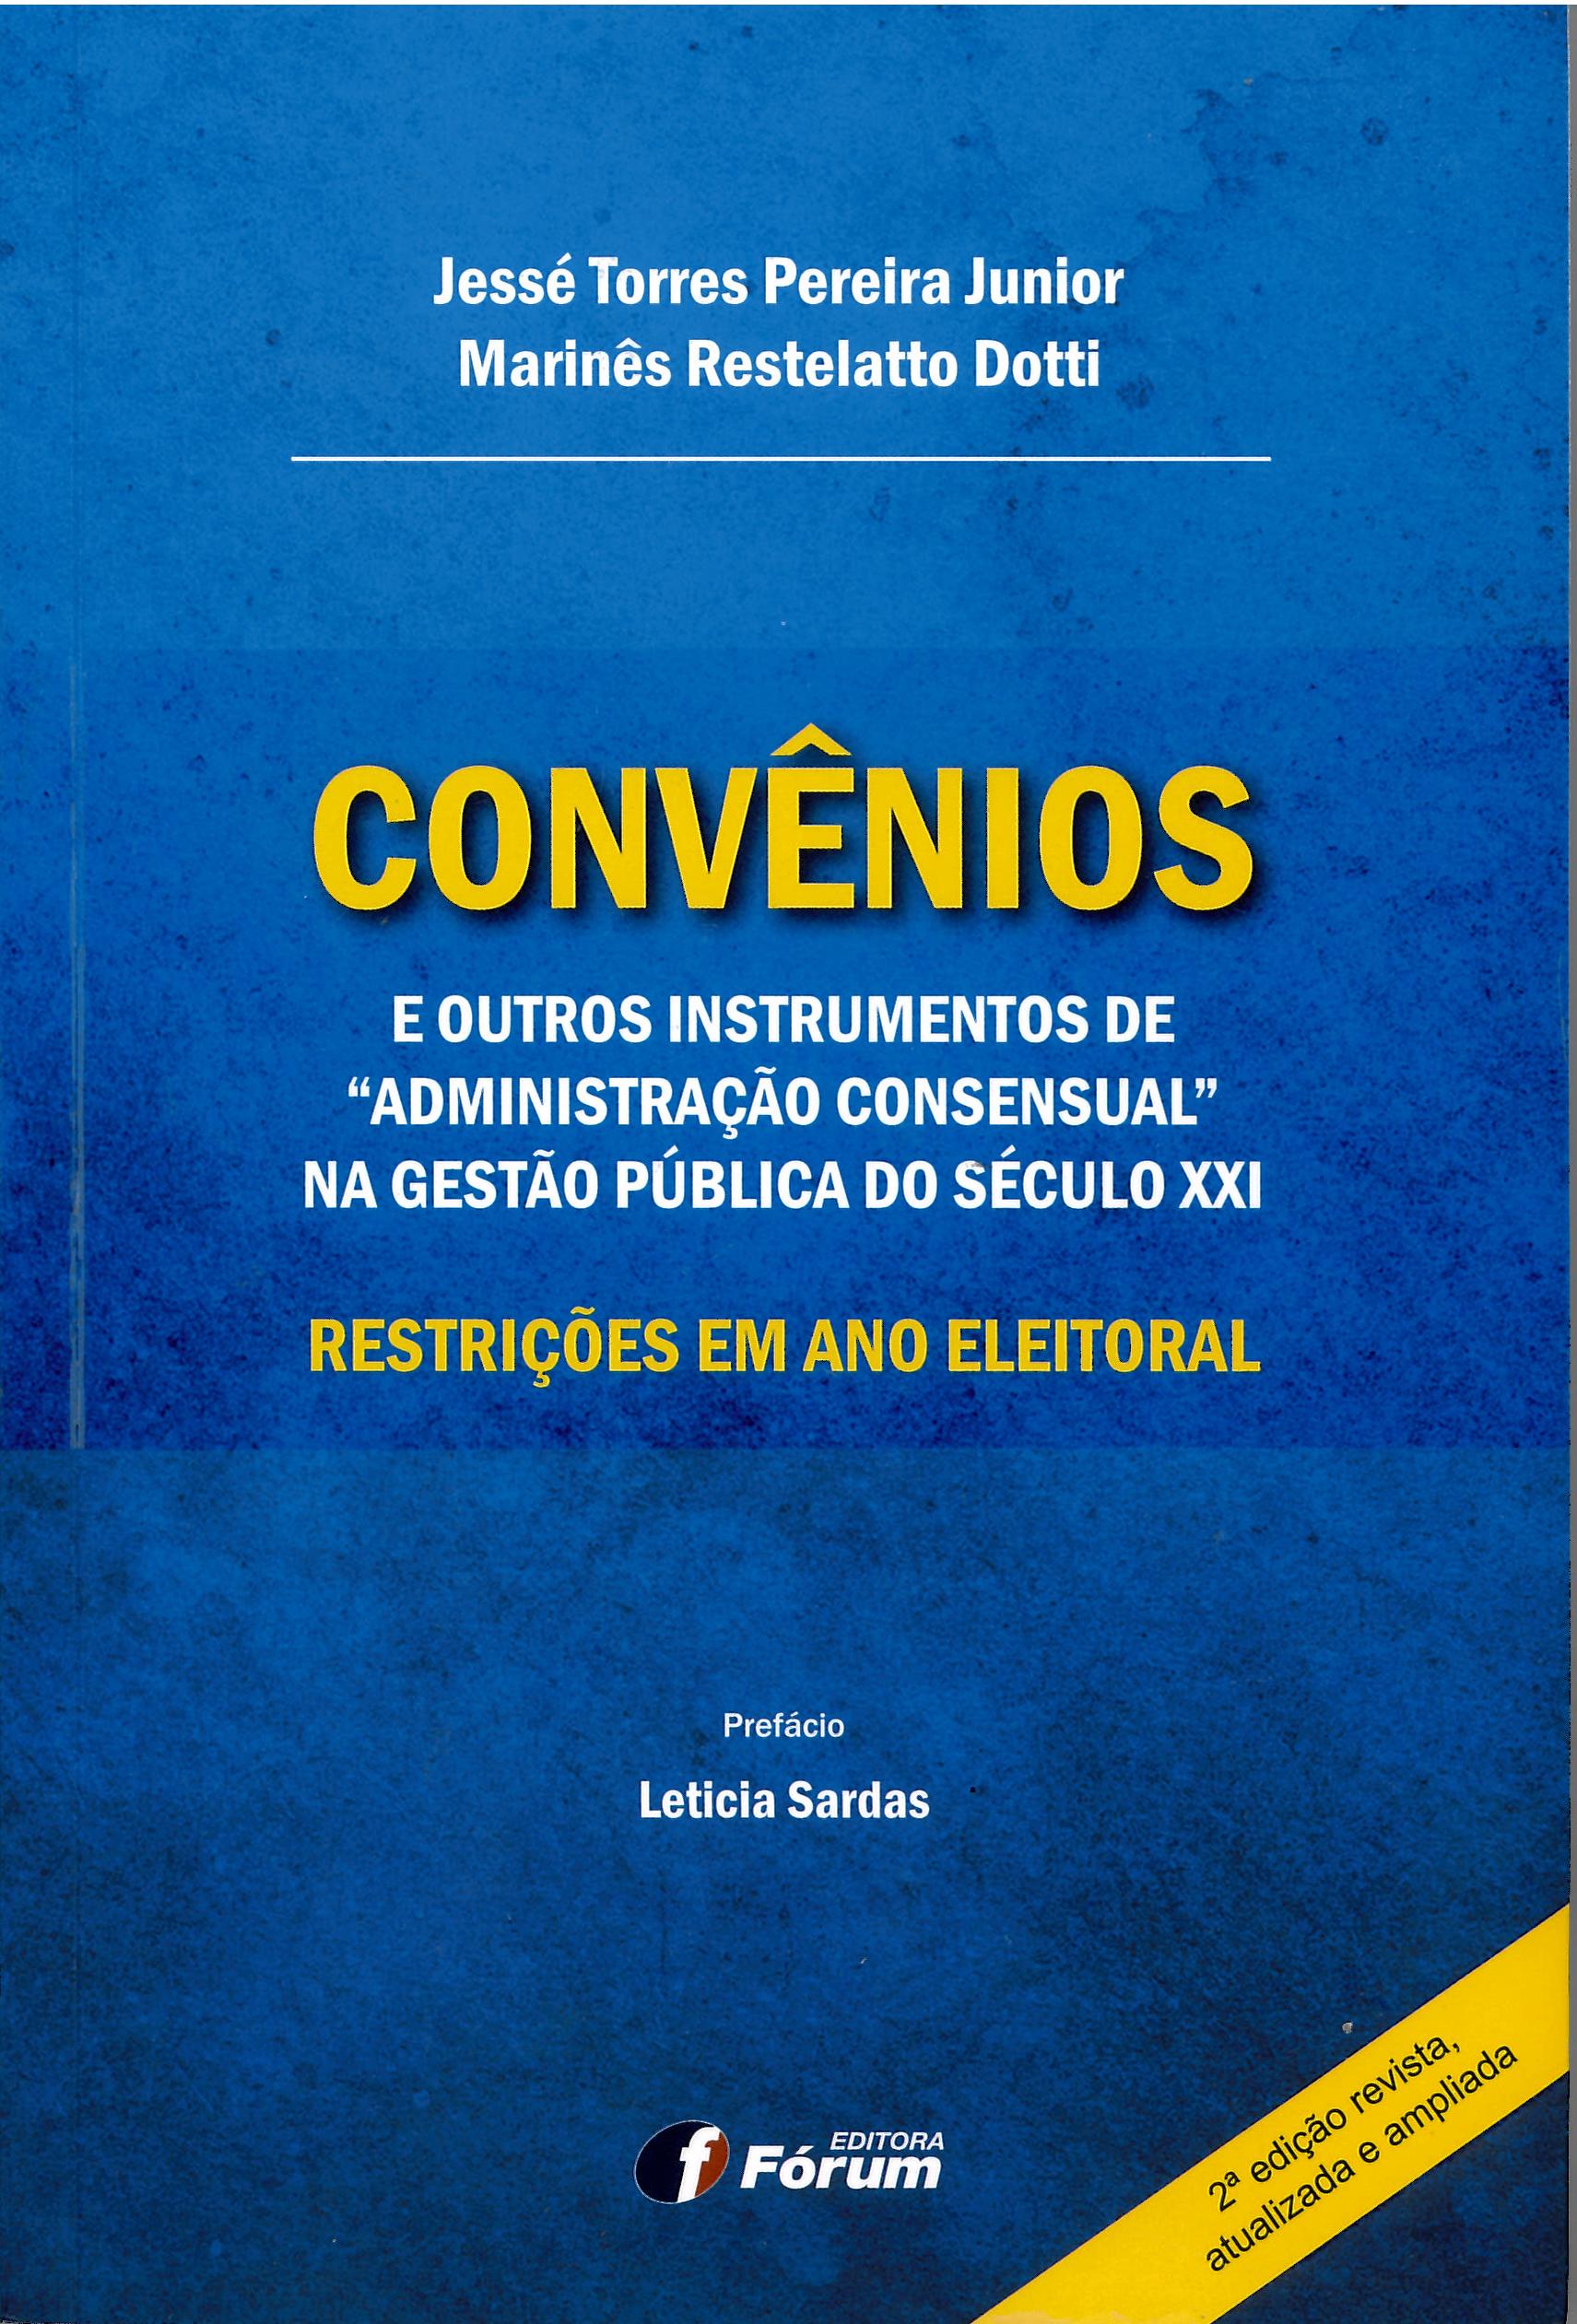 Jessé Torres Pereira Junior
Marinês Restelatto Dotti
CONVÊNIOS
E OUTROS INSTRUMENTOS DE
“ADMINISTRAÇÃO CONSENSUAL”
NA GESTÃO PÚBLICA DO SÉCULO XXI
RESTRIÇÕES EM ANO ELEITORAL
Prefácio
Leticia Sardas
f
EDITORA
Fórum
2ª edição revista,
atualizada e ampliada